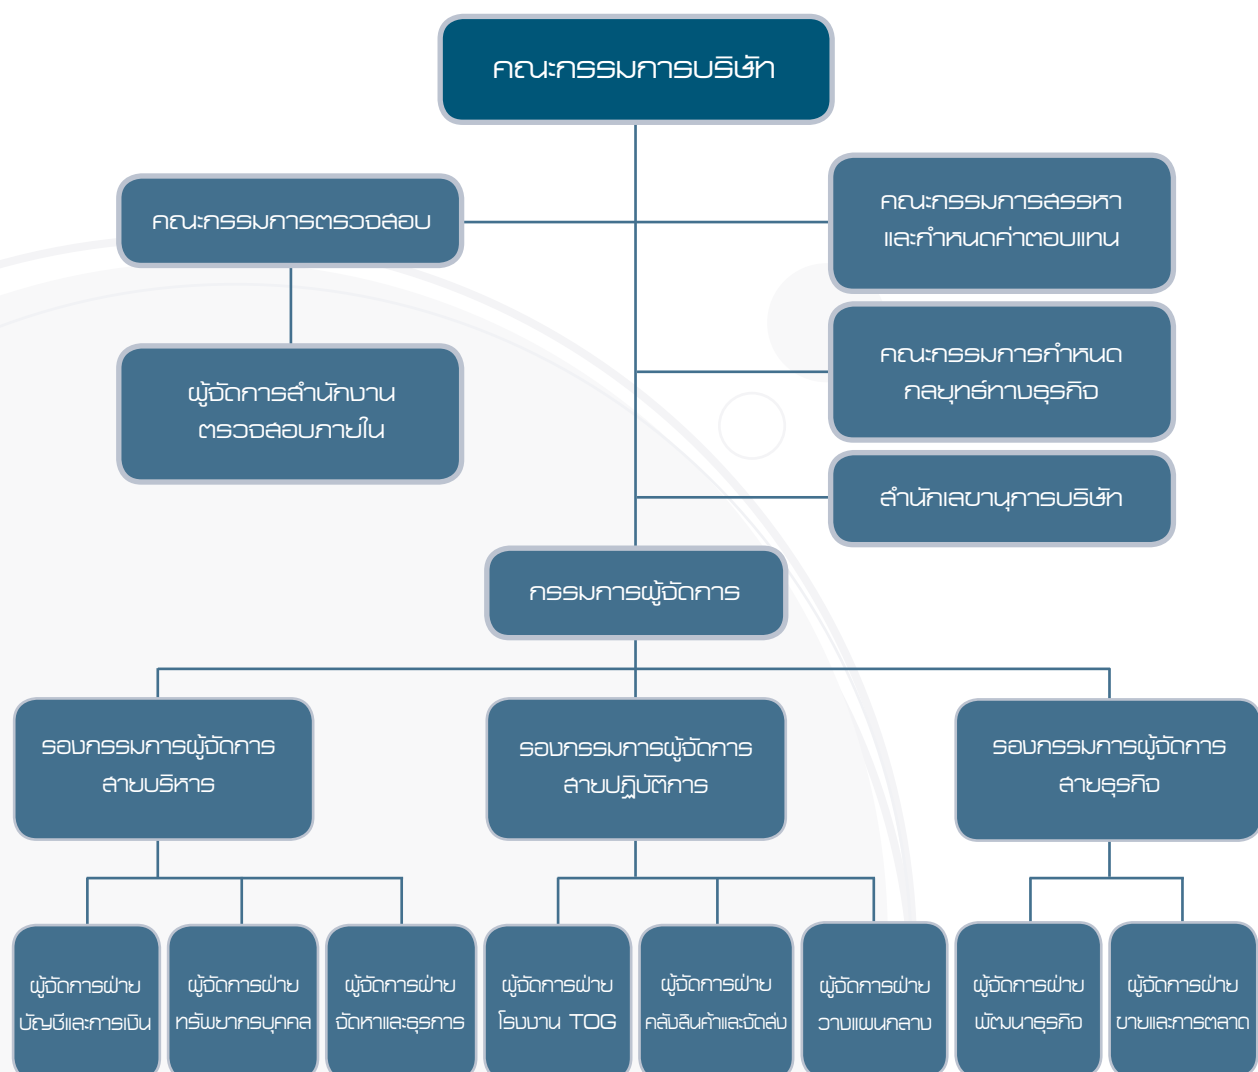 คณะกรรมการบริษัท
คณะกรรมการตรวจสอบ
คณะกรรมการสรรหา
และกำหนดค่าตอบแทน
ผู้จัดการสำนักงาน
ตรวจสอบภายใน
คณะกรรมการกำหนด
กลยุทธ์ทางธุรกิจ
สำนักเลขานุการบริษัท
กรรมการผู้จัดการ
รองกรรมการผู้จัดการ
สายบริหาร
รองกรรมการผู้จัดการ
สายปฏิบัติการ
รองกรรมการผู้จัดการ
สายธุรกิจ
ผู้จัดการฝ่าย
บัญชีและการเงิน
ผู้จัดการฝ่าย
ทรัพยากรบุคคล
ผู้จัดการฝ่าย
จัดหาและธุรการ
ผู้จัดการฝ่าย
โรงงาน TOG
ผู้จัดการฝ่าย
คลังสินค้าและจัดส่ง
ผู้จัดการฝ่าย
วางแผนกลาง
ผู้จัดการฝ่าย
พัฒนาธุรกิจ
ผู้จัดการฝ่าย
ขายและการตลาด